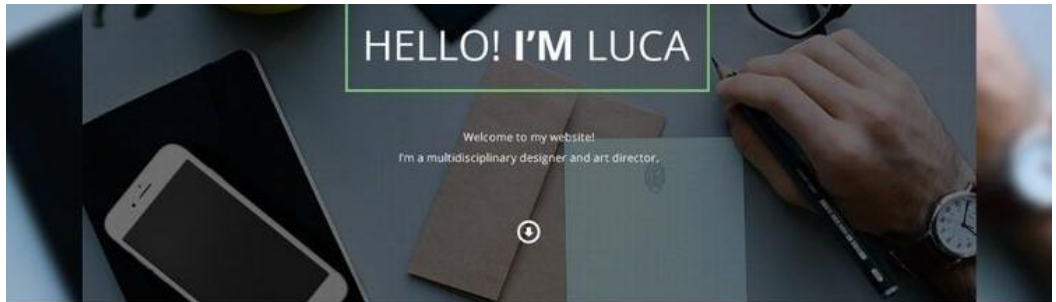 HELLO! I'M LUCA
Welcome to my website!
I'm a multidisciplinary designer and art director.